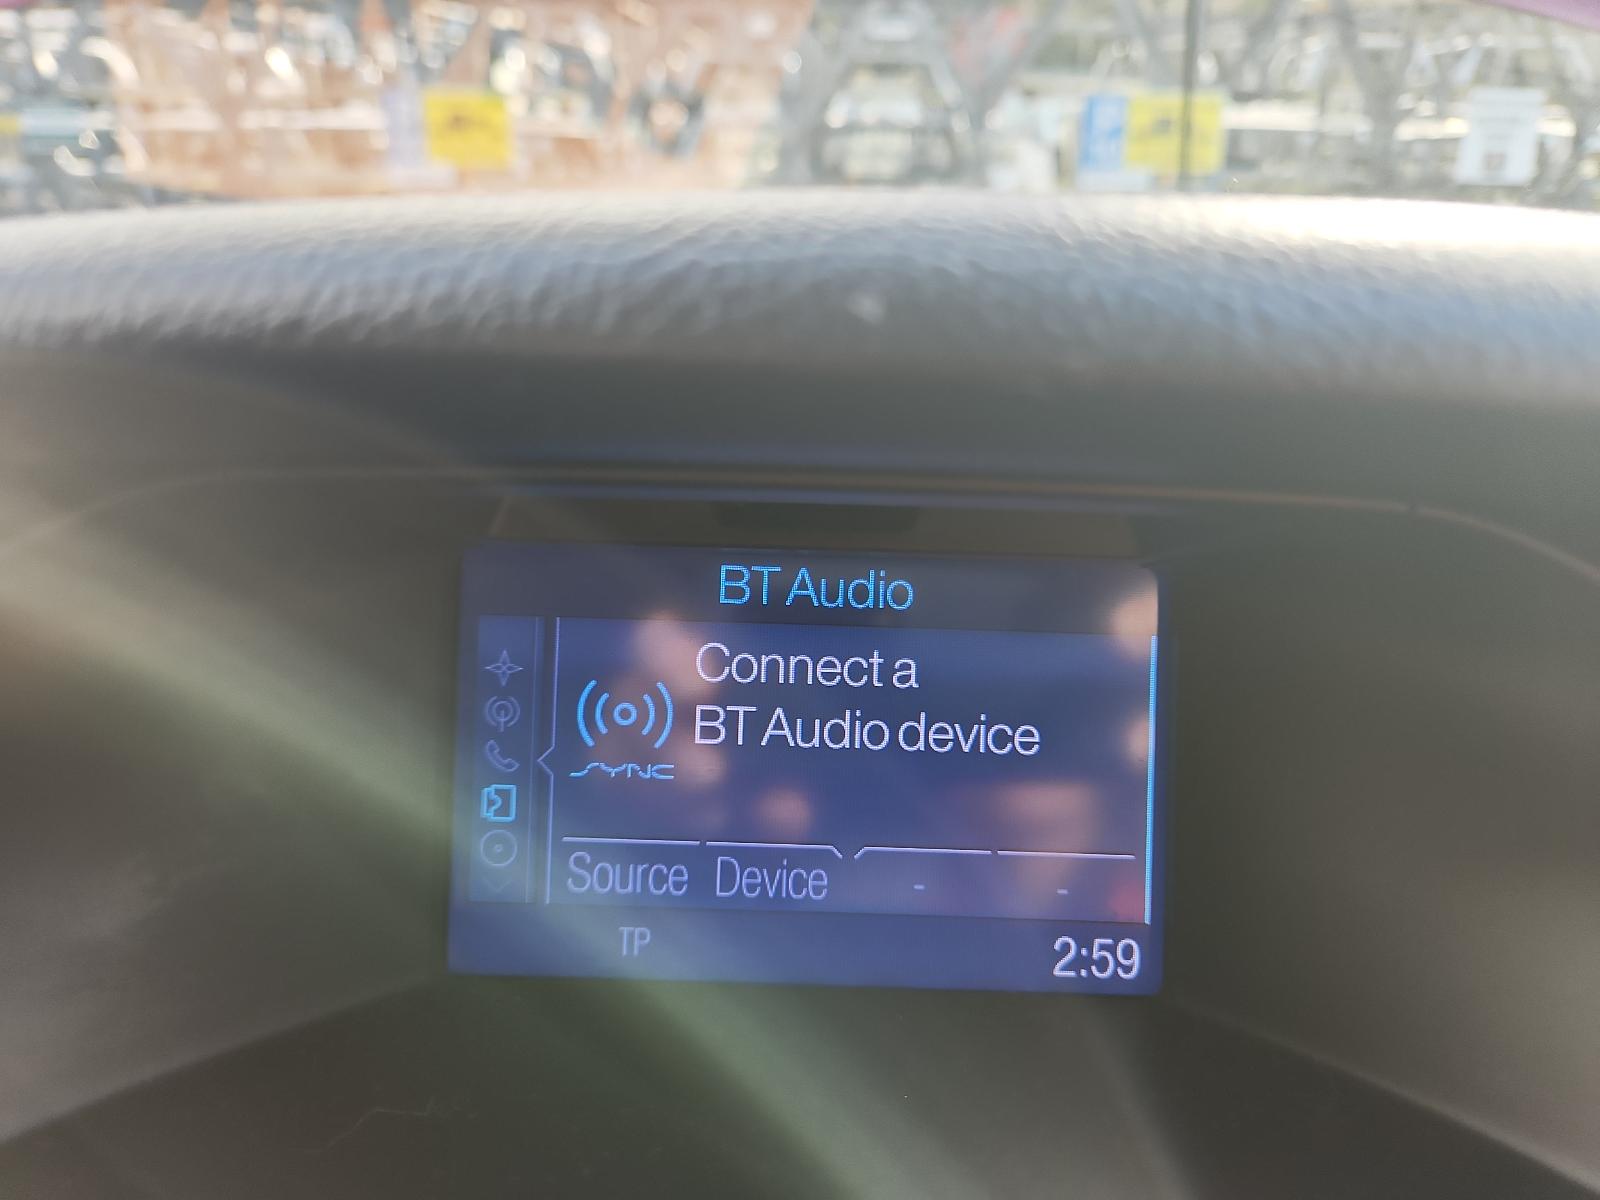 BT Audio
Connect a
BT Audio device
SYNC
Source Device - -
TP 2:59